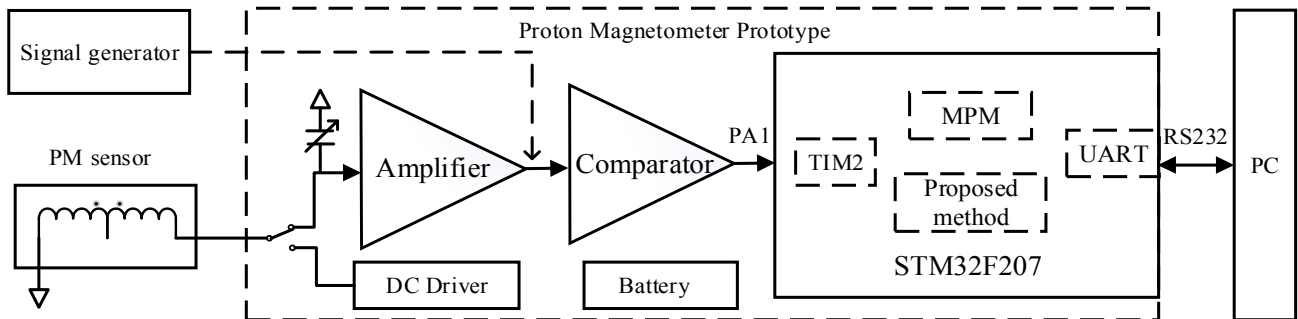 Signal generator
Proton Magnetometer Prototype
PM sensor
Amplifier
Comparator
PA1
TIM2
MPM
Proposed
method
UART
STM32F207
RS232
PC
DC Driver
Battery